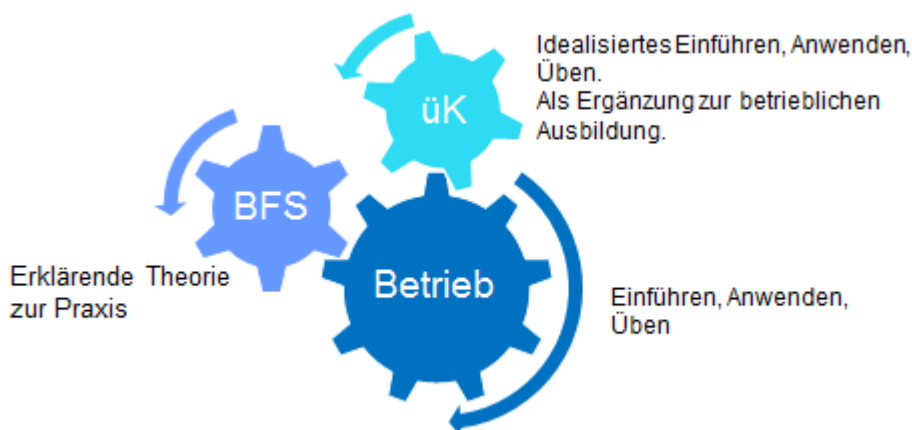 Idealisiertes Einführen, Anwenden,
Üben.
Als Ergänzung zur betrieblichen
Ausbildung.
üK
BFS
Betrieb
Erklärende Theorie
zur Praxis
Einführen, Anwenden,
Üben